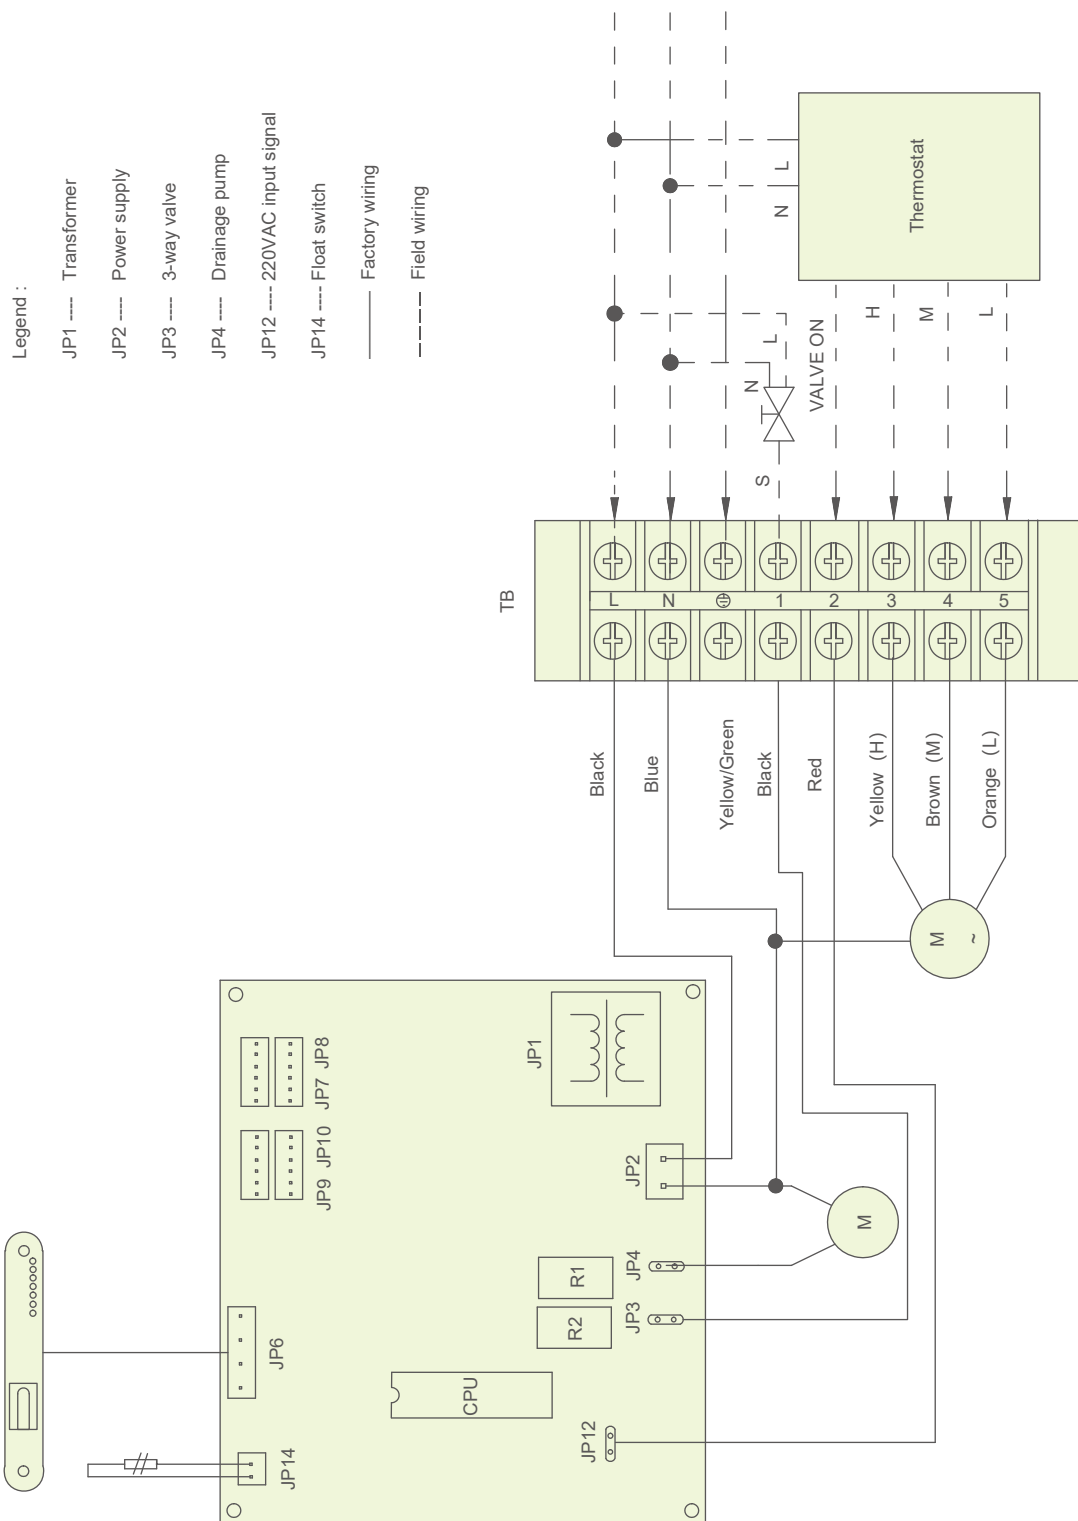 Legend :
JP1 ---- Transformer
JP2 ---- Power supply
JP3 ---- 3-way valve
JP4 ---- Drainage pump
JP12 ---- 220VAC input signal
JP14 ---- Float switch
Factory wiring
Field wiring
Thermostat
L
N
VALVE ON
H
M
L
N
L
S
TB
L
N
1
2
3
4
5
Black
Blue
Yellow/Green
Black
Red
Yellow (H)
Brown (M)
Orange (L)
M
~
M
JP1
JP2
JP4
JP3
JP12
R1
R2
CPU
JP7 JP8
JP9 JP10
JP6
JP14